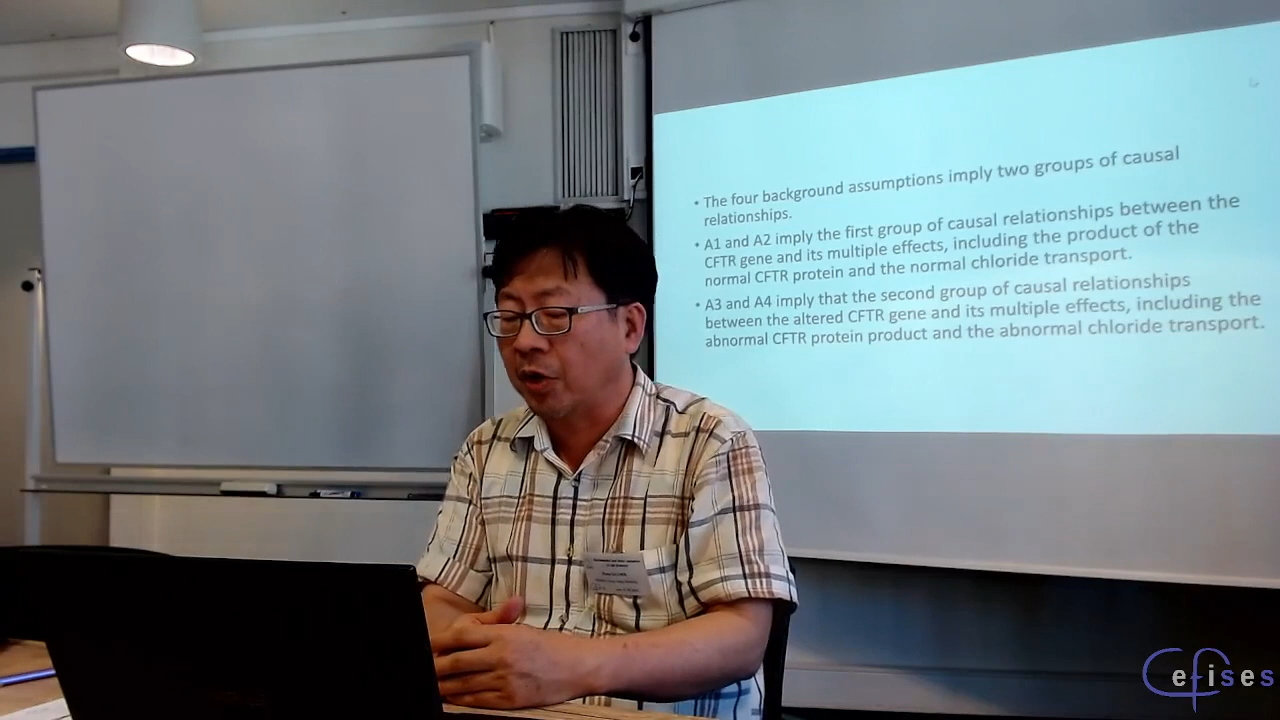 • The four background assumptions imply two groups of causal
relationships.
• A1 and A2 imply the first group of causal relationships between the
CFTR gene and its multiple effects, including the product of the
normal CFTR protein and the normal chloride transport.
• A3 and A4 imply that the second group of causal relationships
between the altered CFTR gene and its multiple effects, including the
abnormal CFTR protein product and the abnormal chloride transport.
Cefises